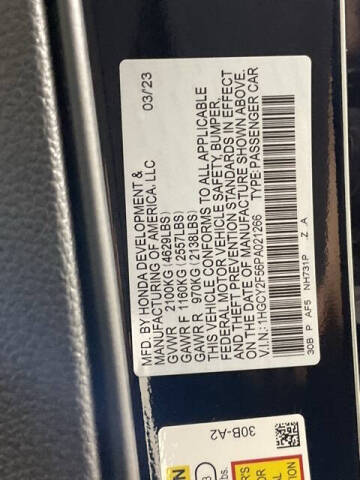 MFD. BY HONDA DEVELOPMENT & 03/23
MANUFACTURING OF AMERICA, LLC
GVWR 2100KG (4629LBS)
GAWR F 1160KG (2557LBS)
GAWR R 970KG (2138LBS)
THIS VEHICLE CONFORMS TO ALL APPLICABLE
FEDERAL MOTOR VEHICLE SAFETY, BUMPER,
AND THEFT PREVENTION STANDARDS IN EFFECT
ON THE DATE OF MANUFACTURE SHOWN ABOVE.
V.I.N.: 1HGCY2F56PA021266 TYPE:PASSENGER CAR
30B P AF5 NH731P Z A
30B-A2